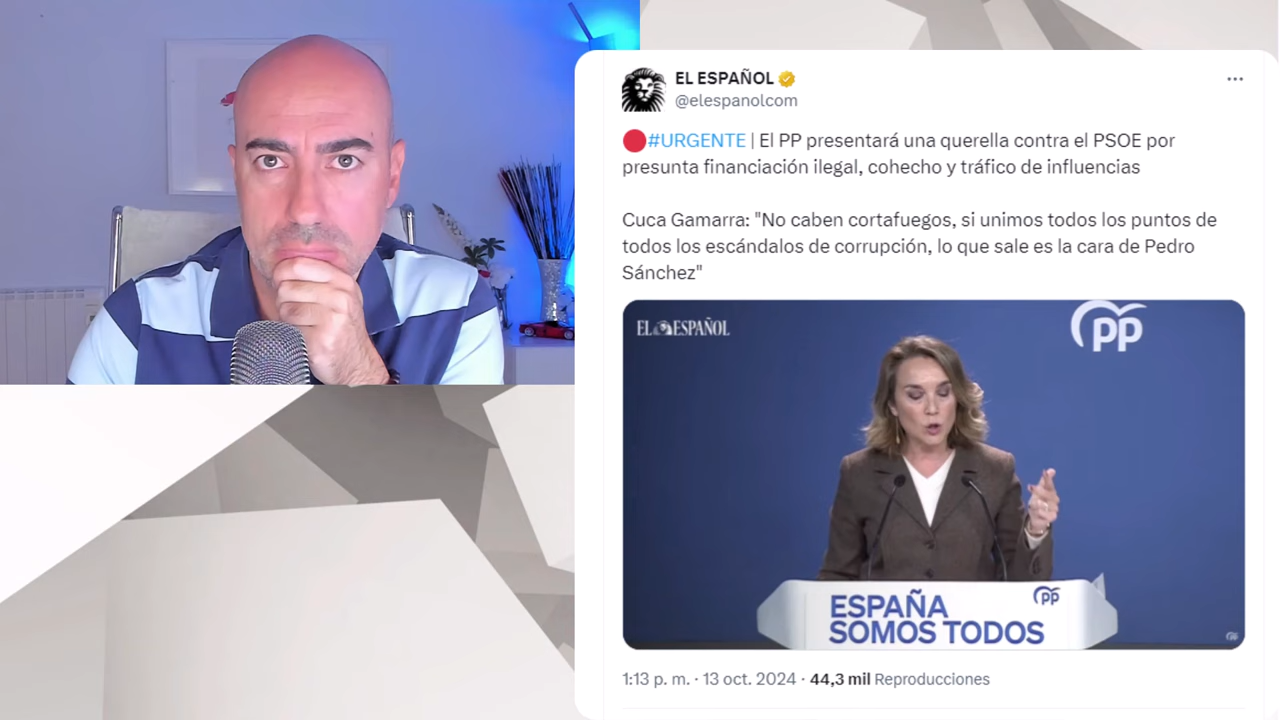 EL ESPAÑOL
@elespanolcom
#URGENTE | El PP presentará una querella contra el PSOE por
presunta financiación ilegal, cohecho y tráfico de influencias
Cuca Gamarra: "No caben cortafuegos, si unimos todos los puntos de
todos los escándalos de corrupción, lo que sale es la cara de Pedro
Sánchez"
EL ESPAÑOL
pp
pp
ESPAÑA
SOMOS TODOS
1:13 p. m. · 13 oct. 2024 · 44,3 mil Reproducciones